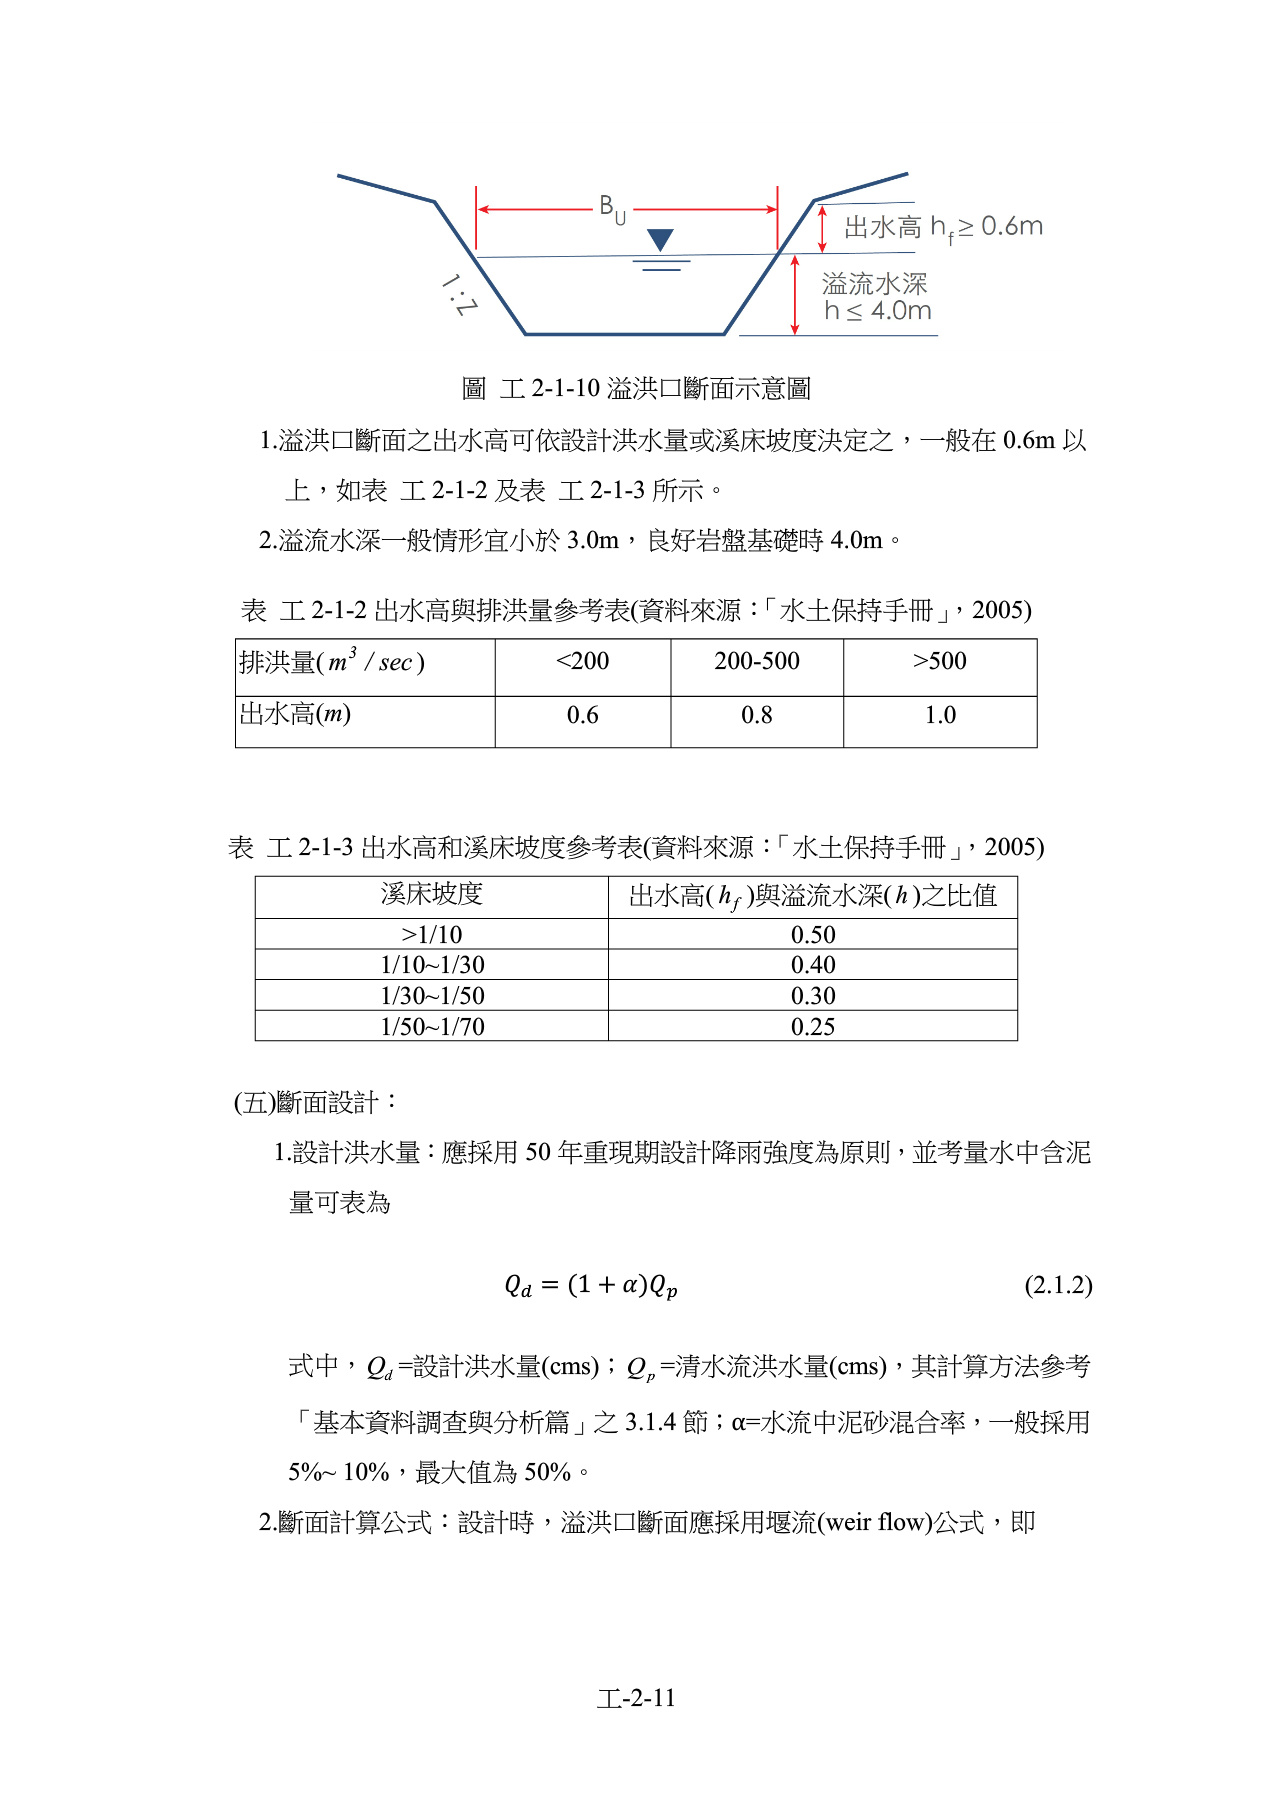 B_U
出水高 h_f ≥ 0.6m
1:Z
溢流水深
h ≤ 4.0m
圖 工 2-1-10 溢洪口斷面示意圖
1.溢洪口斷面之出水高可依設計洪水量或溪床坡度決定之，一般在 0.6m 以
上，如表 工 2-1-2 及表 工 2-1-3 所示。
2.溢流水深一般情形宜小於 3.0m，良好岩盤基礎時 4.0m。
表 工 2-1-2 出水高與排洪量參考表(資料來源：「水土保持手冊」，2005)
排洪量( m³ / sec ) <200 200-500 >500
出水高(m) 0.6 0.8 1.0
表 工 2-1-3 出水高和溪床坡度參考表(資料來源：「水土保持手冊」，2005)
溪床坡度 出水高( h_f )與溢流水深( h )之比值
>1/10 0.50
1/10~1/30 0.40
1/30~1/50 0.30
1/50~1/70 0.25
(五)斷面設計：
1.設計洪水量：應採用 50 年重現期設計降雨強度為原則，並考量水中含泥
量可表為
Q_d = (1 + α)Q_p (2.1.2)
式中，Q_d =設計洪水量(cms)；Q_p =清水流洪水量(cms)，其計算方法參考
「基本資料調查與分析篇」之 3.1.4 節；α=水流中泥砂混合率，一般採用
5%~ 10%，最大值為 50%。
2.斷面計算公式：設計時，溢洪口斷面應採用堰流(weir flow)公式，即
工-2-11